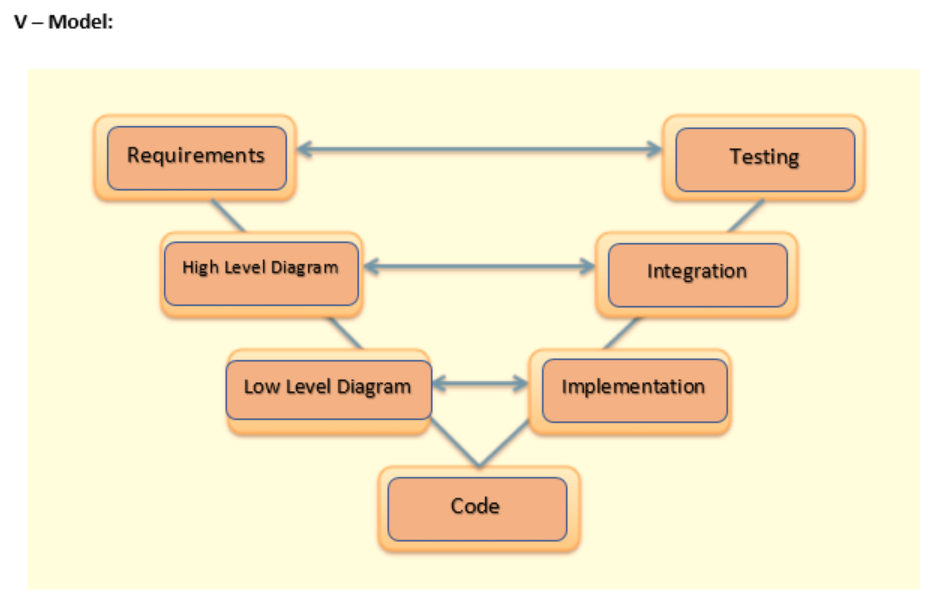 V – Model:
Requirements
Testing
High Level Diagram
Integration
Low Level Diagram
Implementation
Code